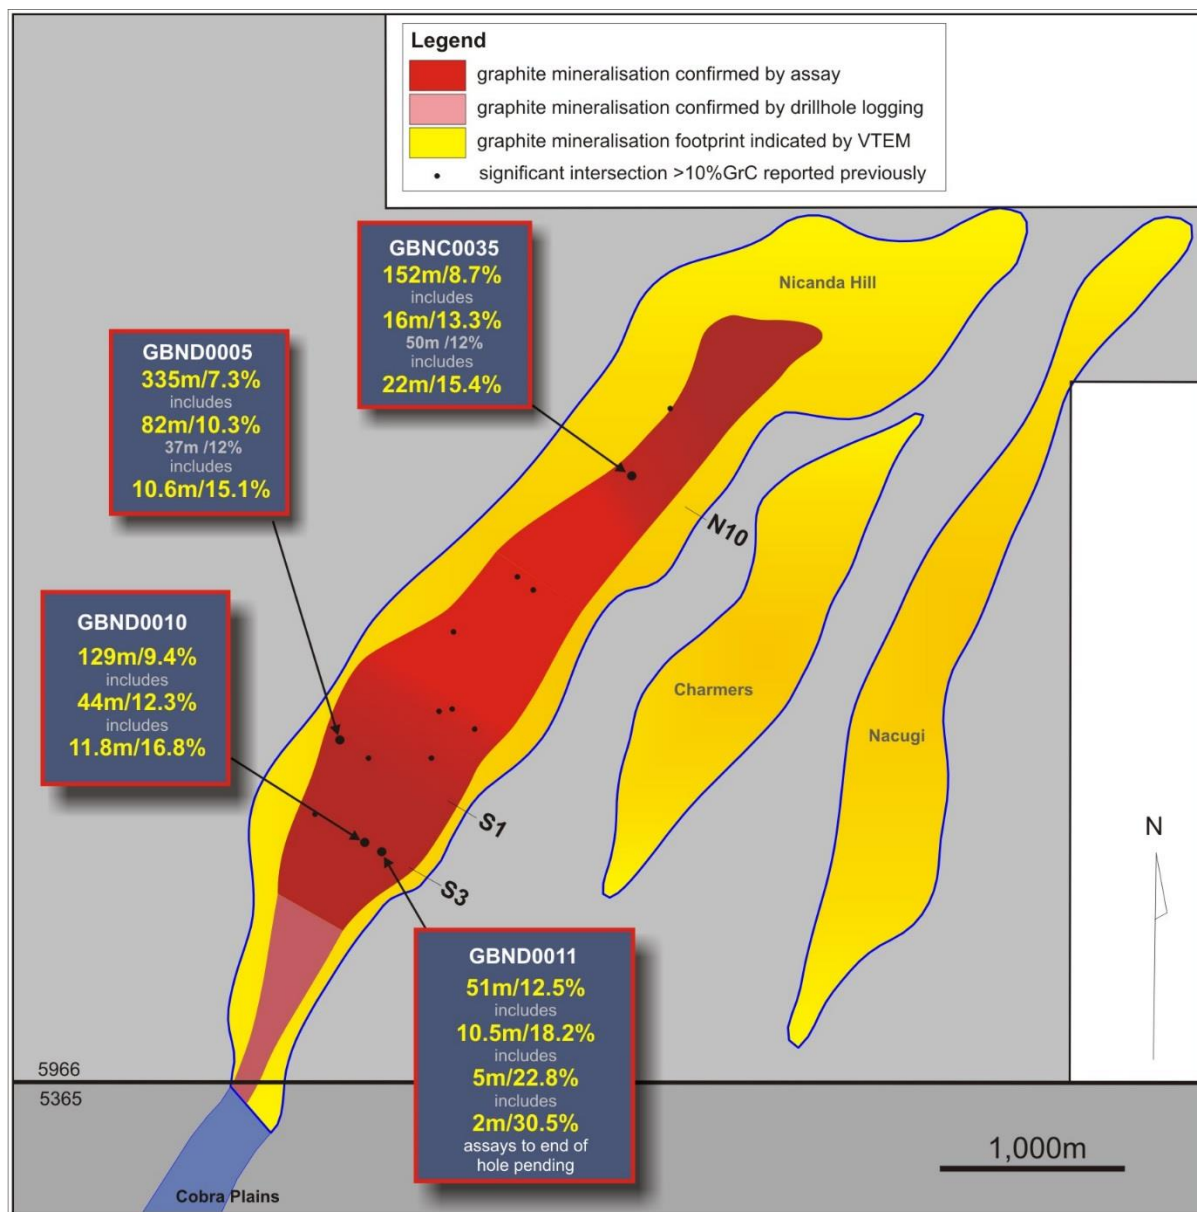 Legend
graphite mineralisation confirmed by assay
graphite mineralisation confirmed by drillhole logging
graphite mineralisation footprint indicated by VTEM
significant intersection >10%GrC reported previously
GBNC0035
152m/8.7%
includes
16m/13.3%
50m /12%
includes
22m/15.4%
Nicanda Hill
GBND0005
335m/7.3%
includes
82m/10.3%
37m /12%
includes
10.6m/15.1%
N10
GBND0010
129m/9.4%
includes
44m/12.3%
includes
11.8m/16.8%
Charmers
Nacugi
S1
S3
N
GBND0011
51m/12.5%
includes
10.5m/18.2%
includes
5m/22.8%
includes
2m/30.5%
assays to end of
hole pending
5966
5365
1,000m
Cobra Plains